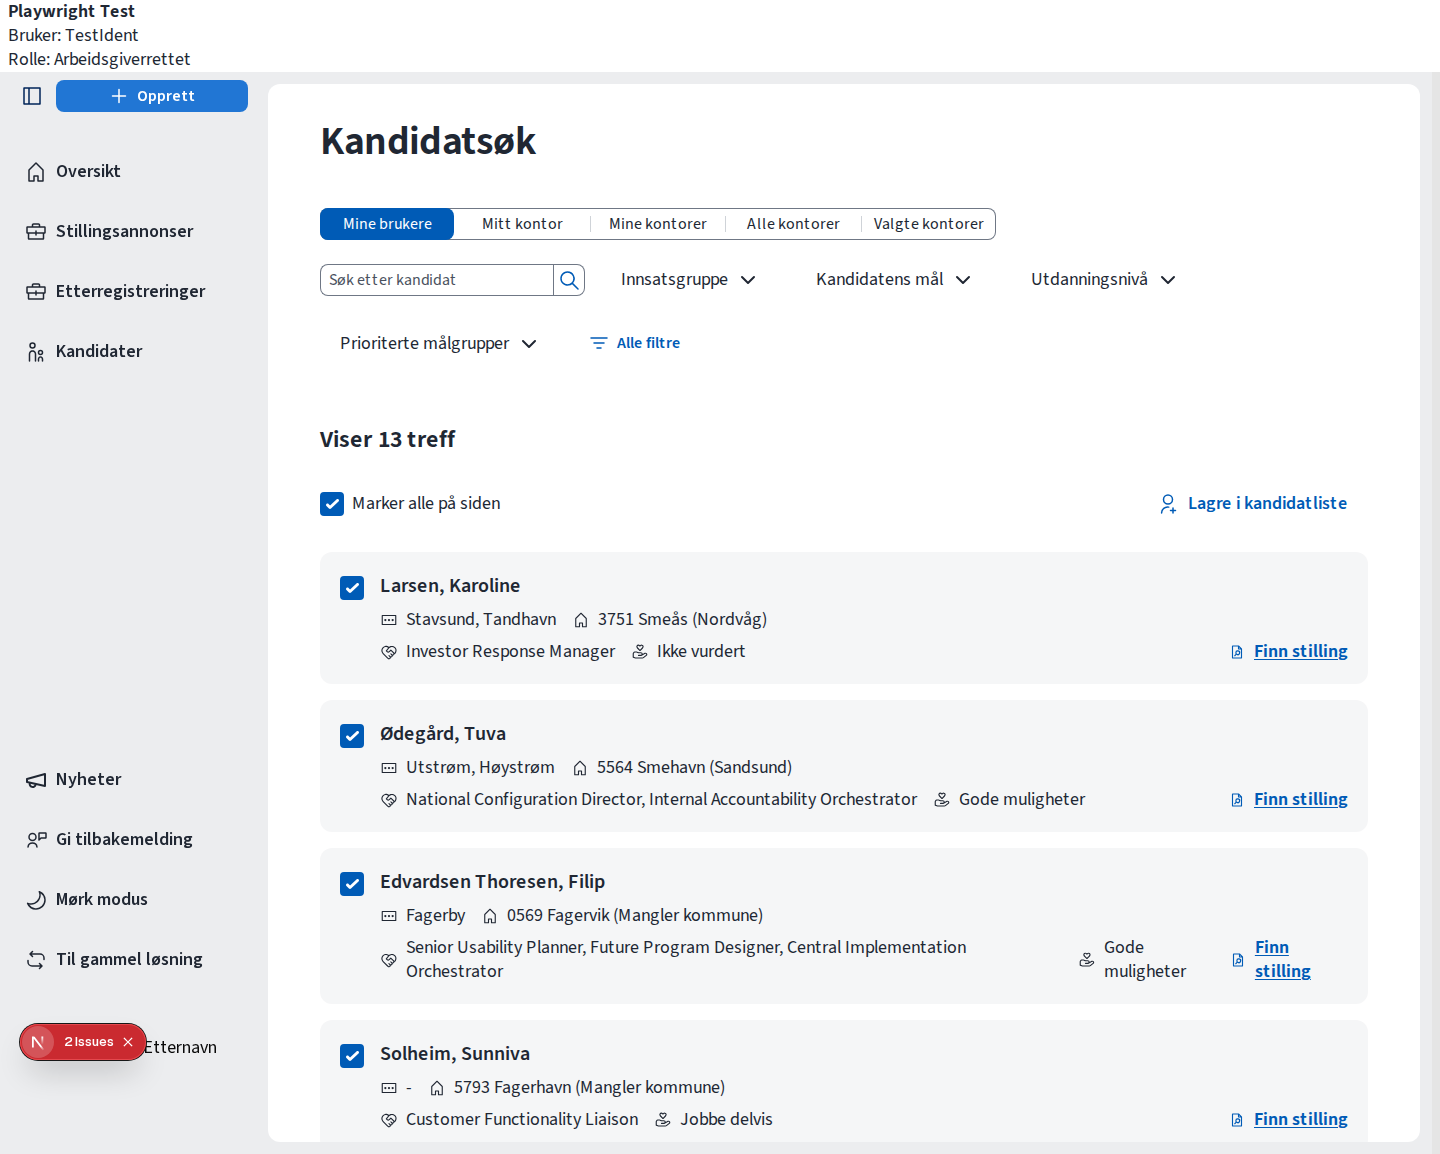 Playwright Test
Bruker: TestIdent
Rolle: Arbeidsgiverrettet
Opprett
Oversikt
Stillingsannonser
Etterregistreringer
Kandidater
Nyheter
Gi tilbakemelding
Mørk modus
Til gammel løsning
2 Issues
Etternavn
Kandidatsøk
Mine brukere
Mitt kontor
Mine kontorer
Alle kontorer
Valgte kontorer
Søk etter kandidat
Innsatsgruppe
Kandidatens mål
Utdanningsnivå
Prioriterte målgrupper
Alle filtre
Viser 13 treff
Marker alle på siden
Lagre i kandidatliste
Larsen, Karoline
Stavsund, Tandhavn
3751 Smeås (Nordvåg)
Investor Response Manager
Ikke vurdert
Finn stilling
Ødegård, Tuva
Utstrøm, Høystrøm
5564 Smehavn (Sandsund)
National Configuration Director, Internal Accountability Orchestrator
Gode muligheter
Finn stilling
Edvardsen Thoresen, Filip
Fagerby
0569 Fagervik (Mangler kommune)
Senior Usability Planner, Future Program Designer, Central Implementation
Orchestrator
Gode
muligheter
Finn
stilling
Solheim, Sunniva
-
5793 Fagerhavn (Mangler kommune)
Customer Functionality Liaison
Jobbe delvis
Finn stilling